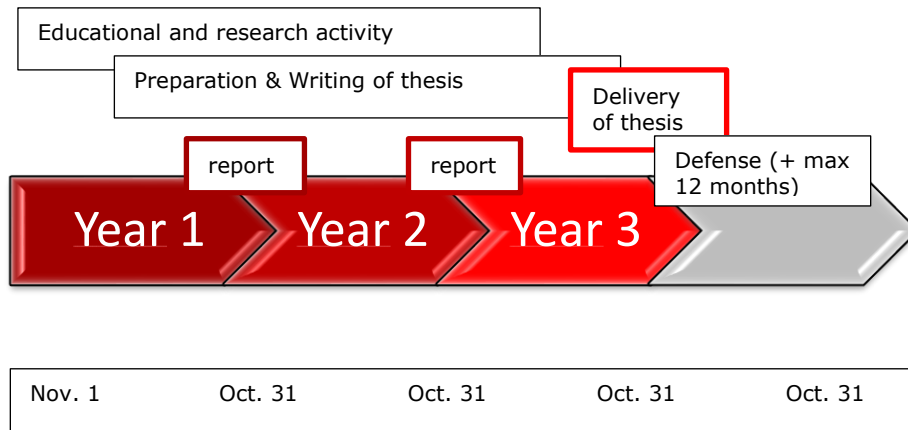 Educational and research activity
Preparation & Writing of thesis
Delivery
of thesis
report
report
Defense (+ max
12 months)
Year 1
Year 2
Year 3
Nov. 1
Oct. 31
Oct. 31
Oct. 31
Oct. 31